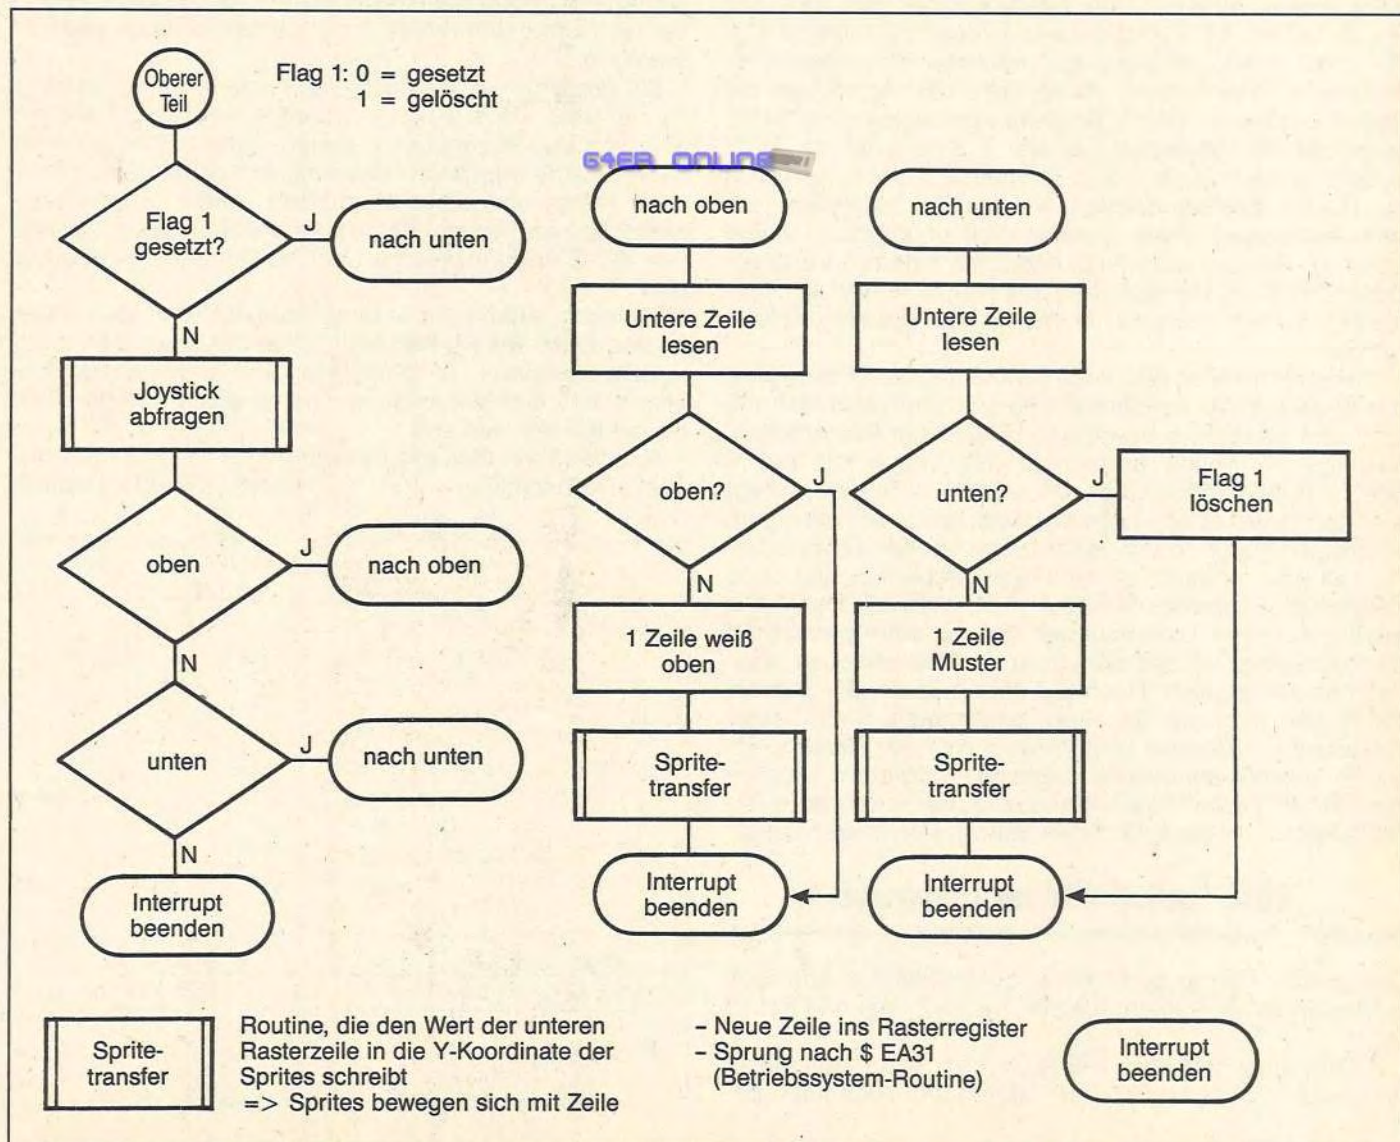 Oberer
Teil
Flag 1: 0 = gesetzt
1 = gelöscht
Flag 1
gesetzt?
J
nach unten
N
Joystick
abfragen
oben
J
nach oben
N
unten
J
nach unten
N
Interrupt
beenden
64ER ONLINE
nach oben
Untere Zeile
lesen
oben?
J
N
1 Zeile weiß
oben
Sprite-
transfer
Interrupt
beenden
nach unten
Untere Zeile
lesen
unten?
J
Flag 1
löschen
N
1 Zeile
Muster
Sprite-
transfer
Interrupt
beenden
Sprite-
transfer
Routine, die den Wert der unteren
Rasterzeile in die Y-Koordinate der
Sprites schreibt
=> Sprites bewegen sich mit Zeile
– Neue Zeile ins Rasterregister
– Sprung nach $ EA31
(Betriebssystem-Routine)
Interrupt
beenden